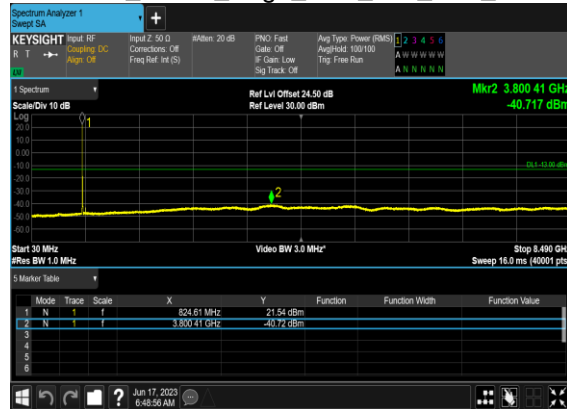 Spectrum Analyzer 1
Swept SA
+
KEYSIGHT
R T
Input: RF
Coupling: DC
Align: Off
Input Z: 50 Ω
Corrections: Off
Freq Ref: Int (S)
#Atten: 20 dB
PNO: Fast
Gate: Off
IF Gain: Low
Sig Track: Off
Avg Type: Power (RMS)
Avg|Hold: 100/100
Trig: Free Run
1 2 3 4 5 6
A W W W W W
A N N N N N
1 Spectrum
Scale/Div 10 dB
Ref Lvl Offset 24.50 dB
Ref Level 30.00 dBm
Mkr2 3.800 41 GHz
-40.717 dBm
Log
20.0
10.0
0.00
-10.0
-20.0
-30.0
-40.0
-50.0
-60.0
1
2
DL1 -13.00 dBm
Start 30 MHz
#Res BW 1.0 MHz
Video BW 3.0 MHz*
Stop 8.490 GH
Sweep 16.0 ms (40001 pts
5 Marker Table
Mode Trace Scale X Y Function Function Width Function Value
1 N 1 f 824.61 MHz 21.54 dBm
2 N 1 f 3.800 41 GHz -40.72 dBm
3
4
5
6
?
Jun 17, 2023
6:48:56 AM